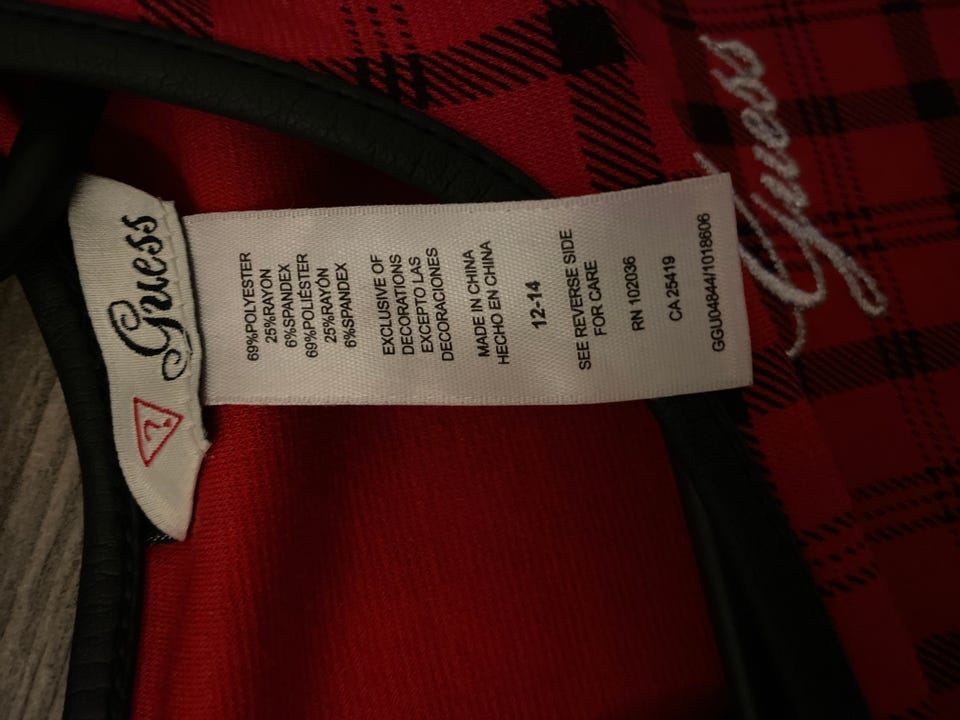 Guess
?
69%POLYESTER
25%RAYON
6%SPANDEX
69%POLIÉSTER
25%RAYÓN
6%SPANDEX
EXCLUSIVE OF
DECORATIONS
EXCEPTO LAS
DECORACIONES
MADE IN CHINA
HECHO EN CHINA
12-14
SEE REVERSE SIDE
FOR CARE
RN 102036
CA 25419
GGU04844/1018606
Guess